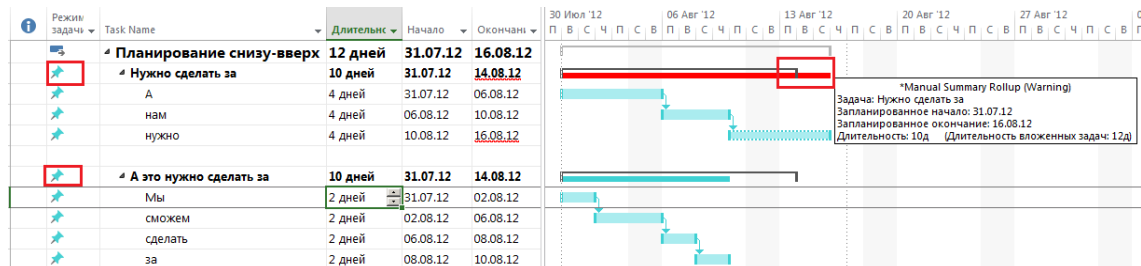 Режим задачи Task Name Длительнос Начало Окончани
30 Июл '12 06 Авг '12 13 Авг '12 20 Авг '12 27 Авг '12
П В С Ч П С В П В С Ч П С В П В С Ч П С В П В С Ч П С В П В С Ч П С В
Планирование снизу-вверх 12 дней 31.07.12 16.08.12
Нужно сделать за 10 дней 31.07.12 14.08.12
А 4 дней 31.07.12 06.08.12
нам 4 дней 06.08.12 10.08.12
нужно 4 дней 10.08.12 16.08.12
*Manual Summary Rollup (Warning)
Задача: Нужно сделать за
Запланированное начало: 31.07.12
Запланированное окончание: 16.08.12
Длительность: 10д (Длительность вложенных задач: 12д)
А это нужно сделать за 10 дней 31.07.12 14.08.12
Мы 2 дней 31.07.12 02.08.12
сможем 2 дней 02.08.12 06.08.12
сделать 2 дней 06.08.12 08.08.12
за 2 дней 08.08.12 10.08.12